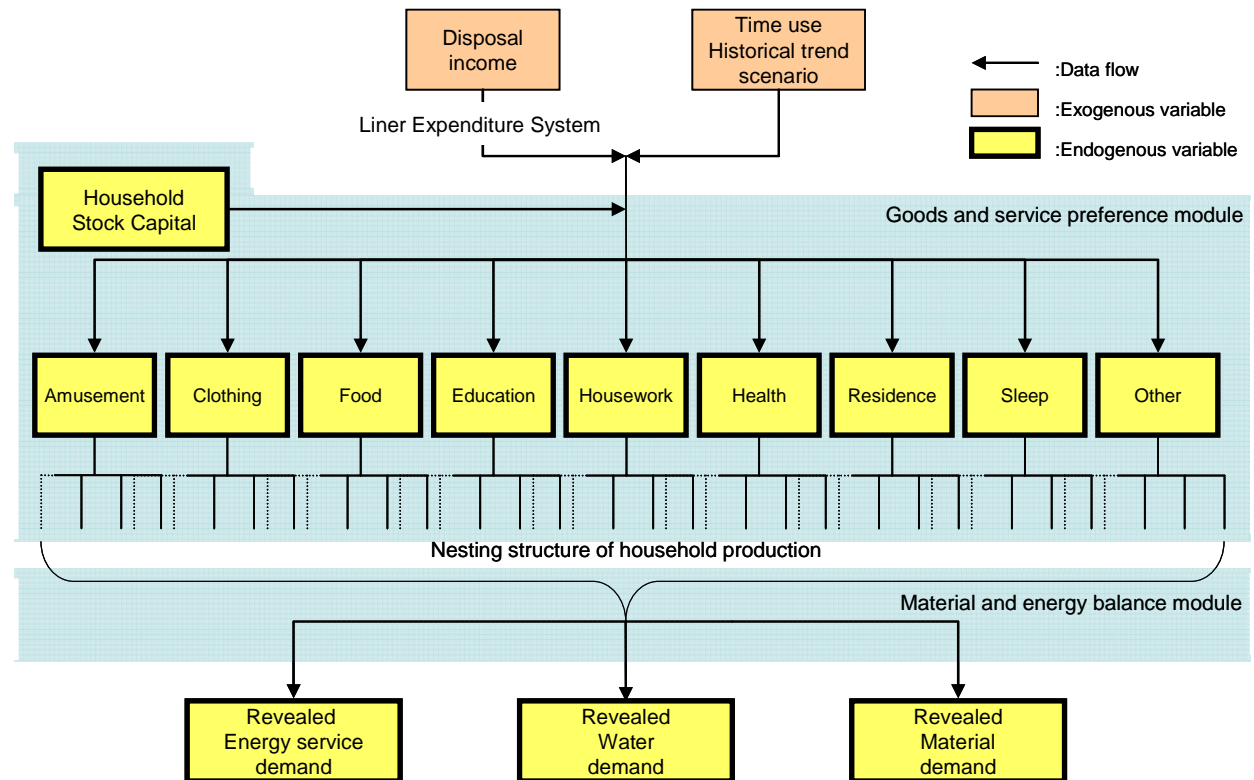 Disposal
income
Time use
Historical trend
scenario
:Data flow
:Exogenous variable
:Endogenous variable
Liner Expenditure System
Household
Stock Capital
Goods and service preference module
Amusement
Clothing
Food
Education
Housework
Health
Residence
Sleep
Other
Nesting structure of household production
Material and energy balance module
Revealed
Energy service
demand
Revealed
Water
demand
Revealed
Material
demand